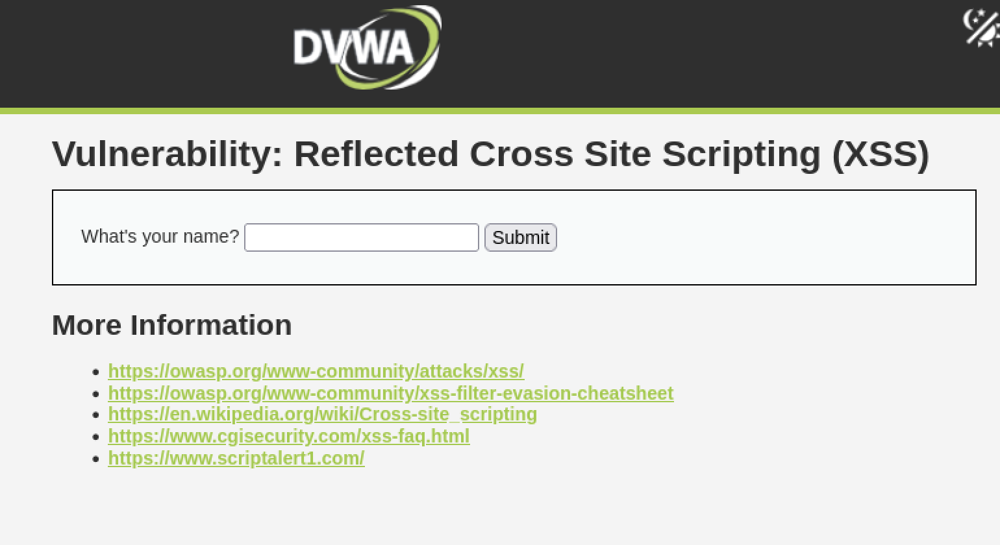 DVWA
Vulnerability: Reflected Cross Site Scripting (XSS)
What's your name? Submit
More Information
https://owasp.org/www-community/attacks/xss/
https://owasp.org/www-community/xss-filter-evasion-cheatsheet
https://en.wikipedia.org/wiki/Cross-site_scripting
https://www.cgisecurity.com/xss-faq.html
https://www.scriptalert1.com/